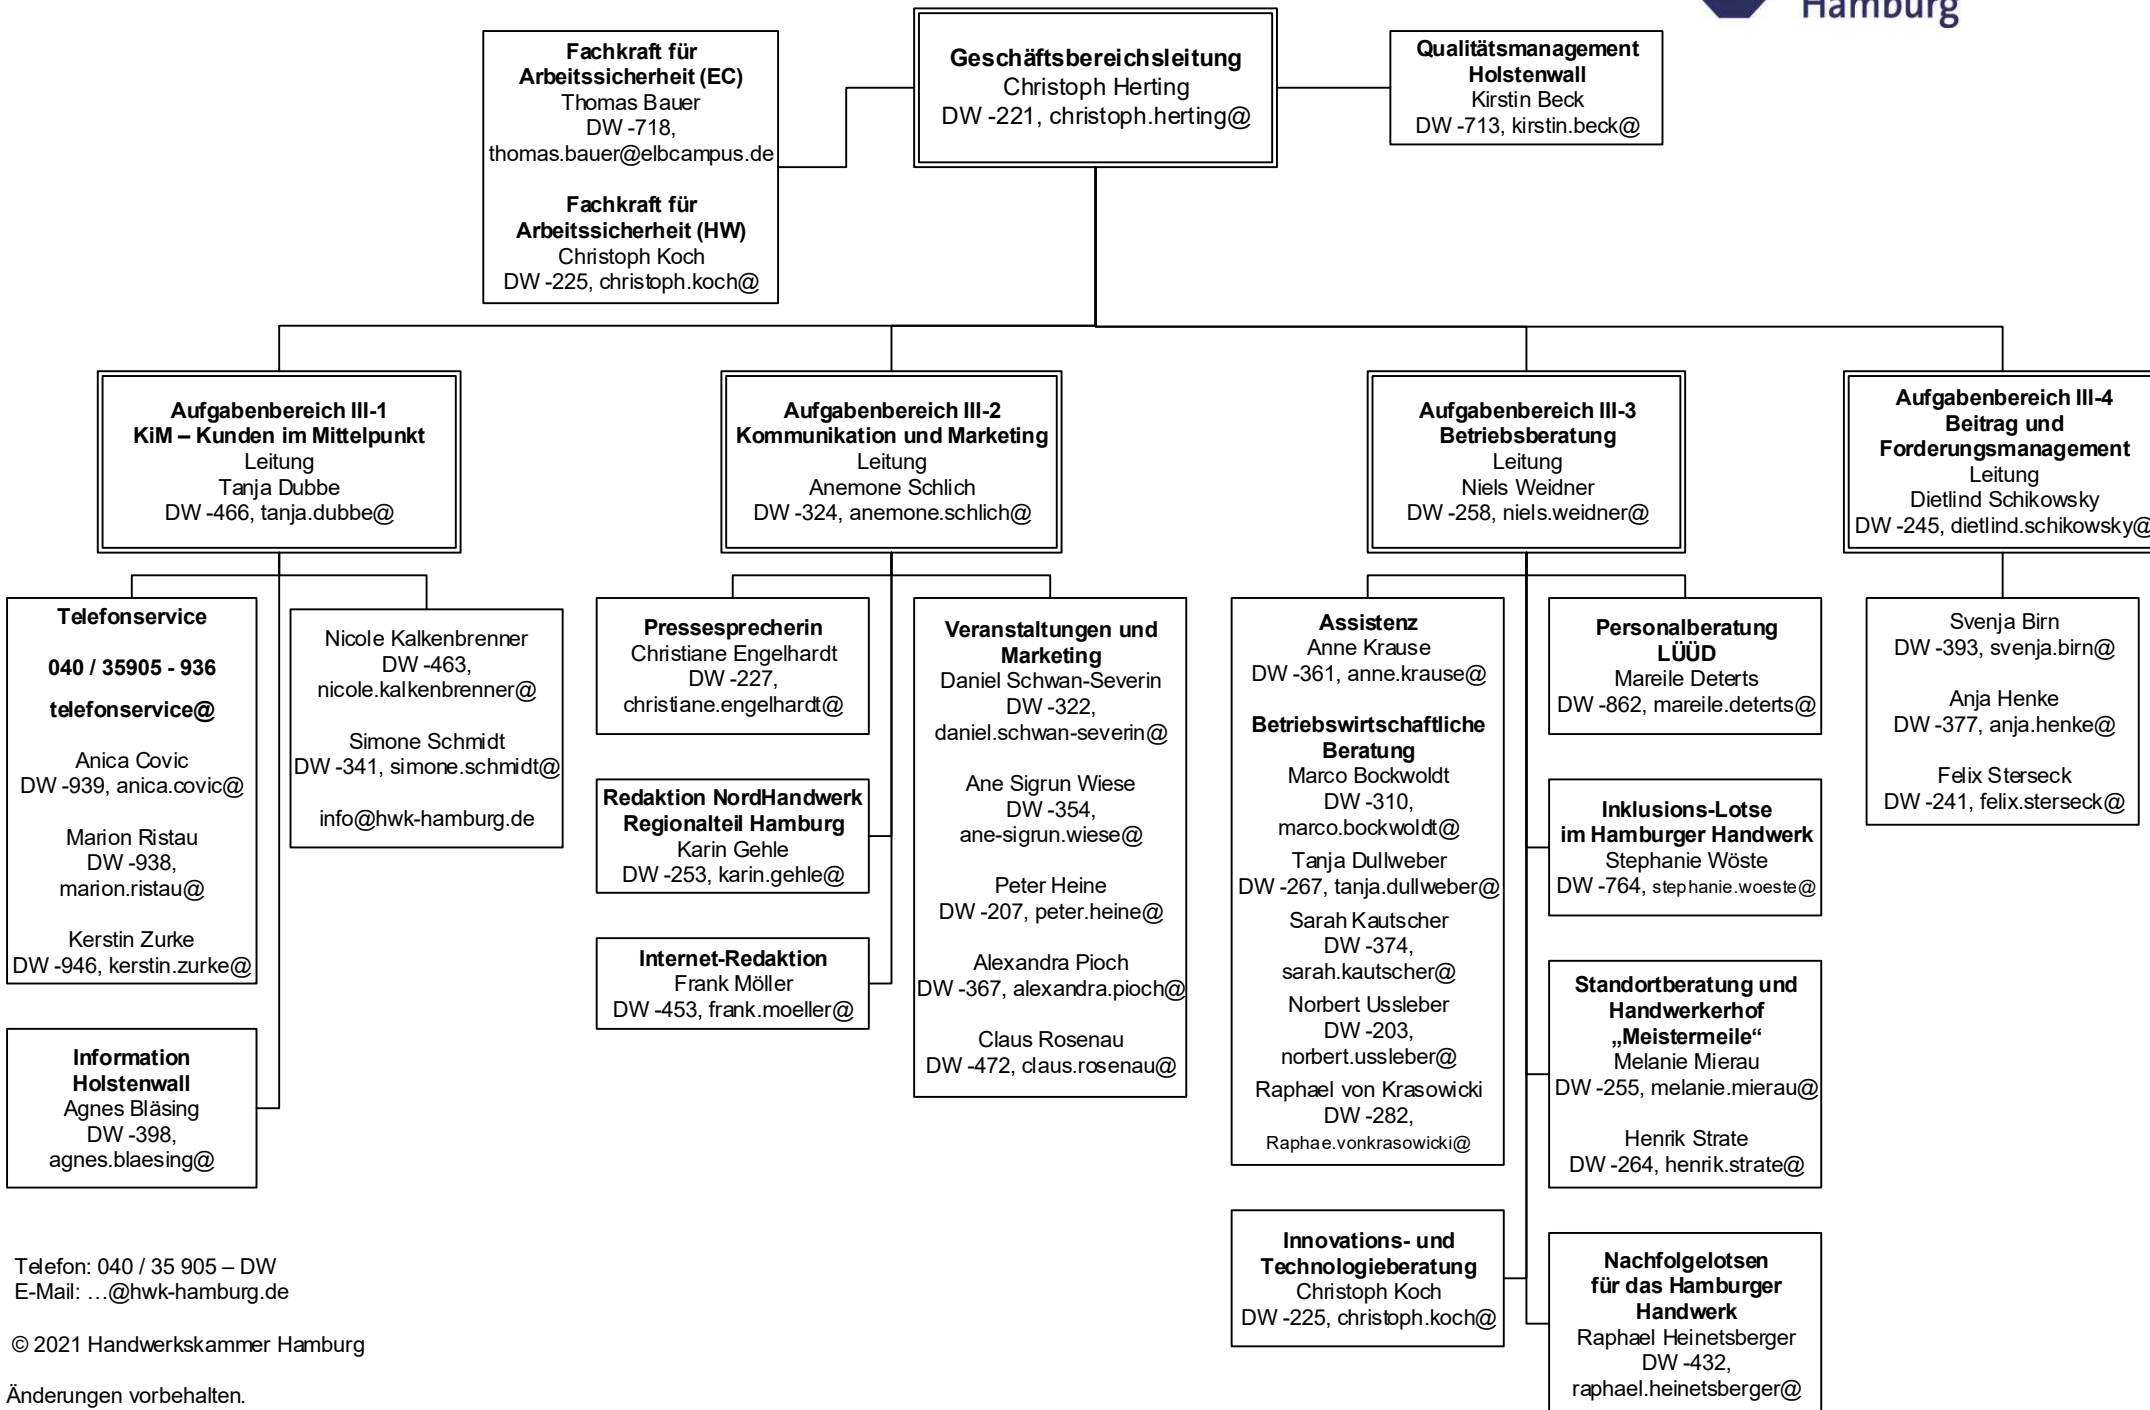 Hamburg
Fachkraft für
Arbeitssicherheit (EC)
Thomas Bauer
DW -718,
thomas.bauer@elbcampus.de
Fachkraft für
Arbeitssicherheit (HW)
Christoph Koch
DW -225, christoph.koch@
Geschäftsbereichsleitung
Christoph Herting
DW -221, christoph.herting@
Qualitätsmanagement
Holstenwall
Kirstin Beck
DW -713, kirstin.beck@
Aufgabenbereich III-1
KiM – Kunden im Mittelpunkt
Leitung
Tanja Dubbe
DW -466, tanja.dubbe@
Aufgabenbereich III-2
Kommunikation und Marketing
Leitung
Anemone Schlich
DW -324, anemone.schlich@
Aufgabenbereich III-3
Betriebsberatung
Leitung
Niels Weidner
DW -258, niels.weidner@
Aufgabenbereich III-4
Beitrag und
Forderungsmanagement
Leitung
Dietlind Schikowsky
DW -245, dietlind.schikowsky@
Telefonservice
040 / 35905 - 936
telefonservice@
Anica Covic
DW -939, anica.covic@
Marion Ristau
DW -938,
marion.ristau@
Kerstin Zurke
DW -946, kerstin.zurke@
Information
Holstenwall
Agnes Bläsing
DW -398,
agnes.blaesing@
Nicole Kalkenbrenner
DW -463,
nicole.kalkenbrenner@
Simone Schmidt
DW -341, simone.schmidt@
info@hwk-hamburg.de
Pressesprecherin
Christiane Engelhardt
DW -227,
christiane.engelhardt@
Redaktion NordHandwerk
Regionalteil Hamburg
Karin Gehle
DW -253, karin.gehle@
Internet-Redaktion
Frank Möller
DW -453, frank.moeller@
Veranstaltungen und
Marketing
Daniel Schwan-Severin
DW -322,
daniel.schwan-severin@
Ane Sigrun Wiese
DW -354,
ane-sigrun.wiese@
Peter Heine
DW -207, peter.heine@
Alexandra Pioch
DW -367, alexandra.pioch@
Claus Rosenau
DW -472, claus.rosenau@
Assistenz
Anne Krause
DW -361, anne.krause@
Betriebswirtschaftliche
Beratung
Marco Bockwoldt
DW -310,
marco.bockwoldt@
Tanja Dullweber
DW -267, tanja.dullweber@
Sarah Kautscher
DW -374,
sarah.kautscher@
Norbert Ussleber
DW -203,
norbert.ussleber@
Raphael von Krasowicki
DW -282,
Raphae.vonkrasowicki@
Innovations- und
Technologieberatung
Christoph Koch
DW -225, christoph.koch@
Personalberatung
LÜÜD
Mareile Deterts
DW -862, mareile.deterts@
Inklusions-Lotse
im Hamburger Handwerk
Stephanie Wöste
DW -764, stephanie.woeste@
Standortberatung und
Handwerkerhof
„Meistermeile“
Melanie Mierau
DW -255, melanie.mierau@
Henrik Strate
DW -264, henrik.strate@
Nachfolgelotsen
für das Hamburger
Handwerk
Raphael Heinetsberger
DW -432,
raphael.heinetsberger@
Svenja Birn
DW -393, svenja.birn@
Anja Henke
DW -377, anja.henke@
Felix Sterseck
DW -241, felix.sterseck@
Telefon: 040 / 35 905 – DW
E-Mail: …@hwk-hamburg.de
© 2021 Handwerkskammer Hamburg
Änderungen vorbehalten.